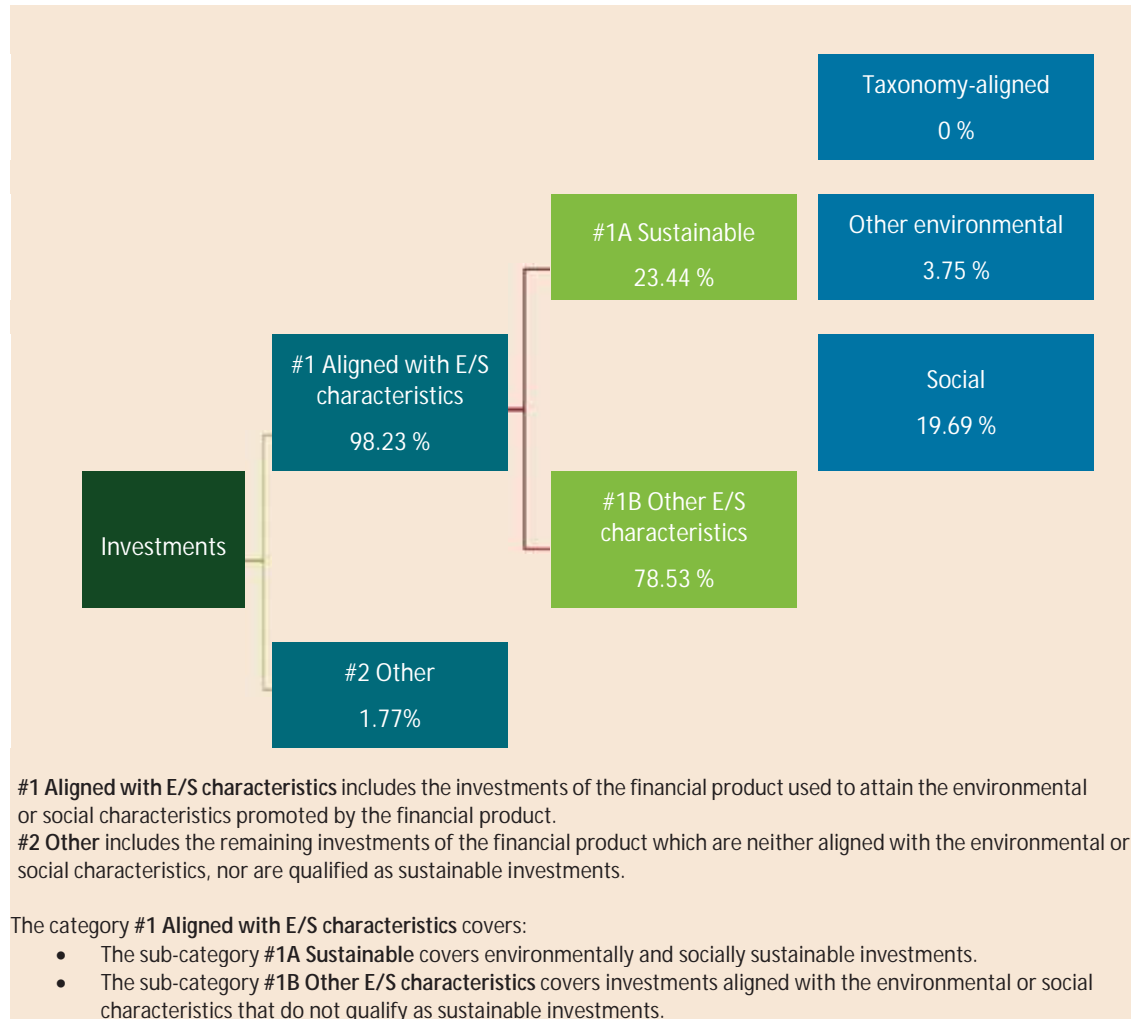 Taxonomy-aligned
0 %
#1A Sustainable
23.44 %
Other environmental
3.75 %
#1 Aligned with E/S
characteristics
98.23 %
Social
19.69 %
Investments
#1B Other E/S
characteristics
78.53 %
#2 Other
1.77%
#1 Aligned with E/S characteristics includes the investments of the financial product used to attain the environmental
or social characteristics promoted by the financial product.
#2 Other includes the remaining investments of the financial product which are neither aligned with the environmental or
social characteristics, nor are qualified as sustainable investments.
The category #1 Aligned with E/S characteristics covers:
• The sub-category #1A Sustainable covers environmentally and socially sustainable investments.
• The sub-category #1B Other E/S characteristics covers investments aligned with the environmental or social
characteristics that do not qualify as sustainable investments.